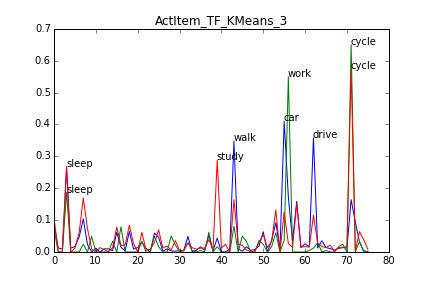 ActItem_TF_KMeans_3
0.7
cycle
0.6
cycle
work
0.5
0.4
car
walk
drive
0.3
sleep
study
0.2
sleep
0.1
0.0
0 10 20 30 40 50 60 70 80